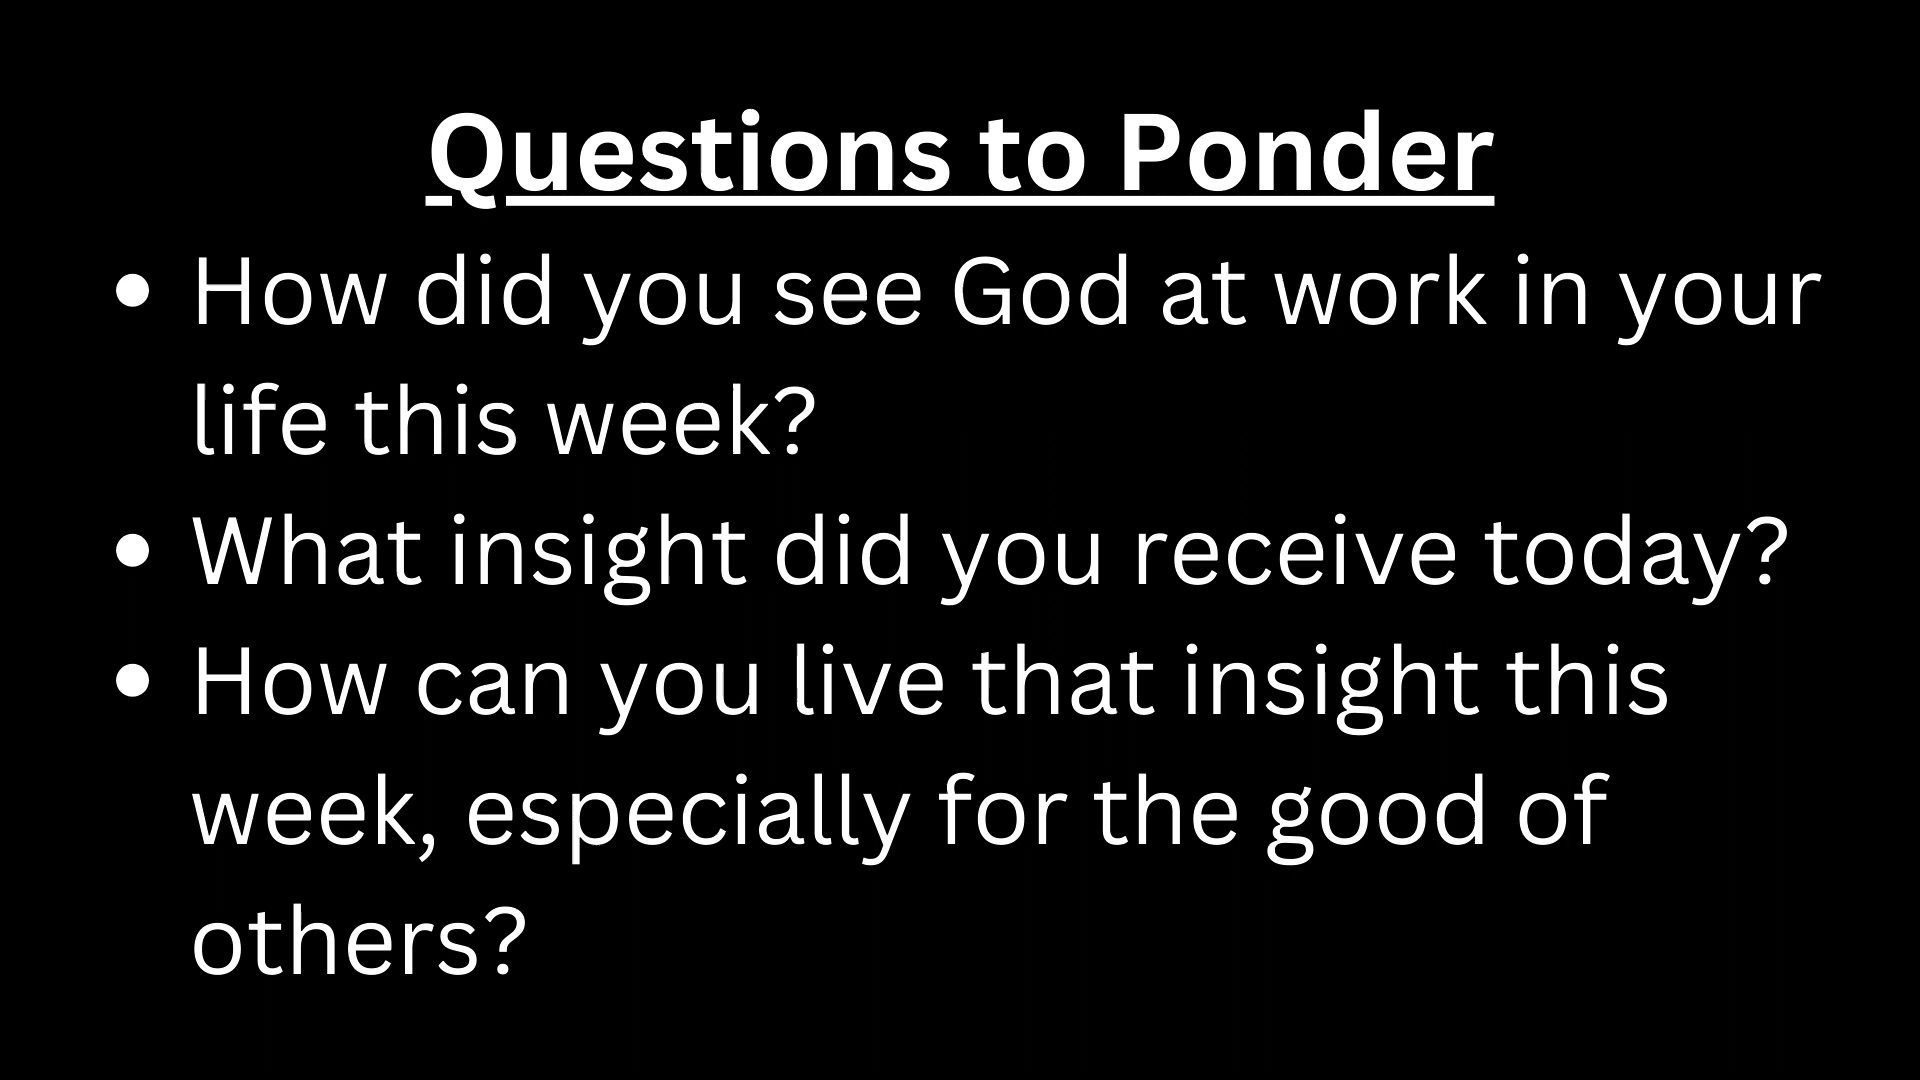 Questions to Ponder
• How did you see God at work in your
life this week?
• What insight did you receive today?
• How can you live that insight this
week, especially for the good of
others?